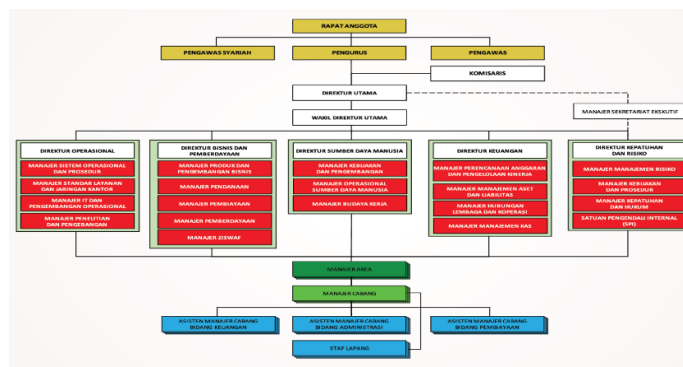 RAPAT ANGGOTA
PENGAWAS SYARIAH
PENGURUS
PENGAWAS
KOMISARIS
DIREKTUR UTAMA
WAKIL DIREKTUR UTAMA
MANAJER SEKRETARIAT EKSKUTIF
DIREKTUR OPERASIONAL
MANAJER SISTEM OPERASIONAL
DAN PROSEDUR
MANAJER STANDAR LAYANAN
DAN JARINGAN KANTOR
MANAJER IT DAN
PENGEMBANGAN OPERASIONAL
MANAJER PENELITIAN
DAN PENGEBANGAN
DIREKTUR BISNIS DAN
PEMBERDAYAAN
MANAJER PRODUK DAN
PENGEMBANGAN BISNIS
MANAJER PENDANAAN
MANAJER PEMBIAYAAN
MANAJER PEMBERDAYAAN
MANAJER ZISWAF
DIREKTUR SUMBER DAYA MANUSIA
MANAJER KEBIJAKAN
DAN PENGEMBANGAN
MANAJER OPERASIONAL
SUMBER DAYA MANUSIA
MANAJER BUDAYA KERJA
DIREKTUR KEUANGAN
MANAJER PERENCANAAN ANGGARAN
DAN PENGELOLAAN KINERJA
MANAJER MANAJEMEN ASET
DAN LIABILITAS
MANAJER HUBUNGAN
LEMBAGA DAN KOPERASI
MANAJER MANAJEMEN KAS
DIREKTUR KEPATUHAN
DAN RISIKO
MANAJER MANAJEMEN RISIKO
MANAJER KEBIJAKAN
DAN PROSEDUR
MANAJER KEPATUHAN
DAN HUKUM
SATUAN PENGENDALI INTERNAL
(SPI)
MANAJER AREA
MANAJER CABANG
ASISTEN MANAJER CABANG
BIDANG KEUANGAN
ASISTEN MANAJER CABANG
BIDANG ADMINISTRASI
ASISTEN MANAJER CABANG
BIDANG PEMBIAYAAN
STAF LAPANG